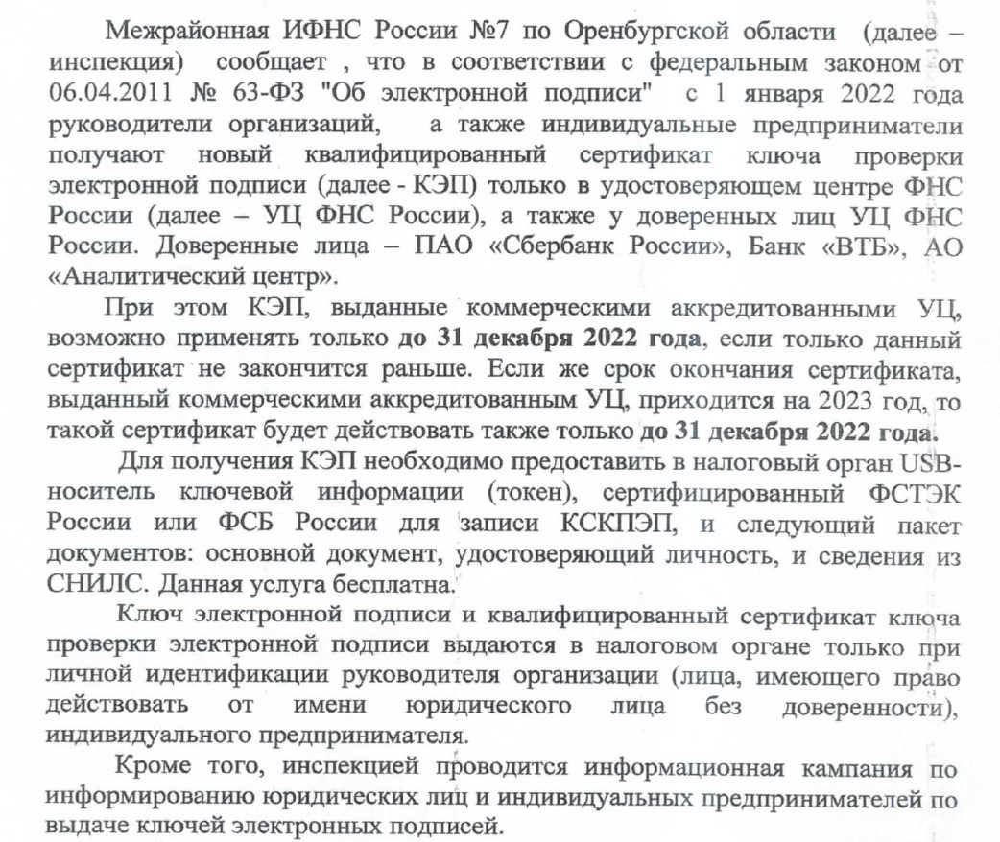 Межрайонная ИФНС России №7 по Оренбургской области (далее –
инспекция) сообщает , что в соответствии с федеральным законом от
06.04.2011 № 63-ФЗ "Об электронной подписи" с 1 января 2022 года
руководители организаций, а также индивидуальные предприниматели
получают новый квалифицированный сертификат ключа проверки
электронной подписи (далее - КЭП) только в удостоверяющем центре ФНС
России (далее – УЦ ФНС России), а также у доверенных лиц УЦ ФНС
России. Доверенные лица – ПАО «Сбербанк России», Банк «ВТБ», АО
«Аналитический центр».
При этом КЭП, выданные коммерческими аккредитованными УЦ,
возможно применять только до 31 декабря 2022 года, если только данный
сертификат не закончится раньше. Если же срок окончания сертификата,
выданный коммерческими аккредитованным УЦ, приходится на 2023 год, то
такой сертификат будет действовать также только до 31 декабря 2022 года.
Для получения КЭП необходимо предоставить в налоговый орган USB-
носитель ключевой информации (токен), сертифицированный ФСТЭК
России или ФСБ России для записи КСКПЭП, и следующий пакет
документов: основной документ, удостоверяющий личность, и сведения из
СНИЛС. Данная услуга бесплатна.
Ключ электронной подписи и квалифицированный сертификат ключа
проверки электронной подписи выдаются в налоговом органе только при
личной идентификации руководителя организации (лица, имеющего право
действовать от имени юридического лица без доверенности),
индивидуального предпринимателя.
Кроме того, инспекцией проводится информационная кампания по
информированию юридических лиц и индивидуальных предпринимателей по
выдаче ключей электронных подписей.